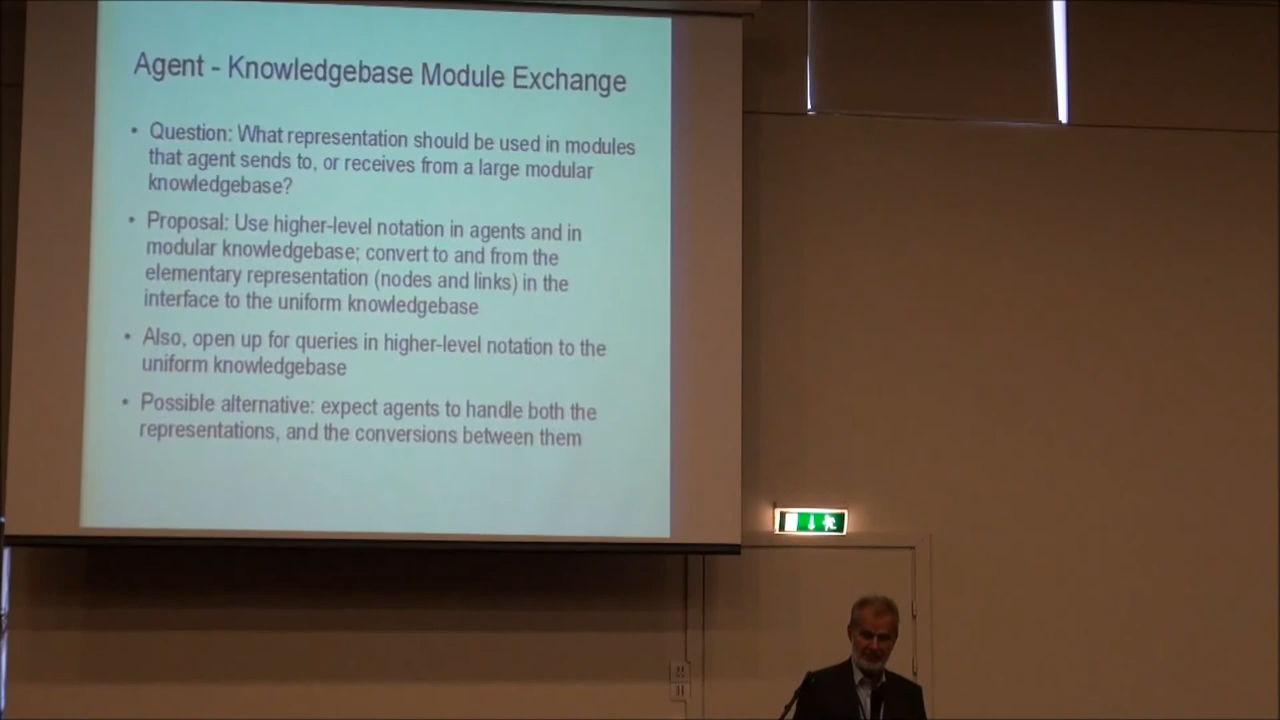 Agent - Knowledgebase Module Exchange
• Question: What representation should be used in modules
that agent sends to, or receives from a large modular
knowledgebase?
• Proposal: Use higher-level notation in agents and in
modular knowledgebase; convert to and from the
elementary representation (nodes and links) in the
interface to the uniform knowledgebase
• Also, open up for queries in higher-level notation to the
uniform knowledgebase
• Possible alternative: expect agents to handle both the
representations, and the conversions between them